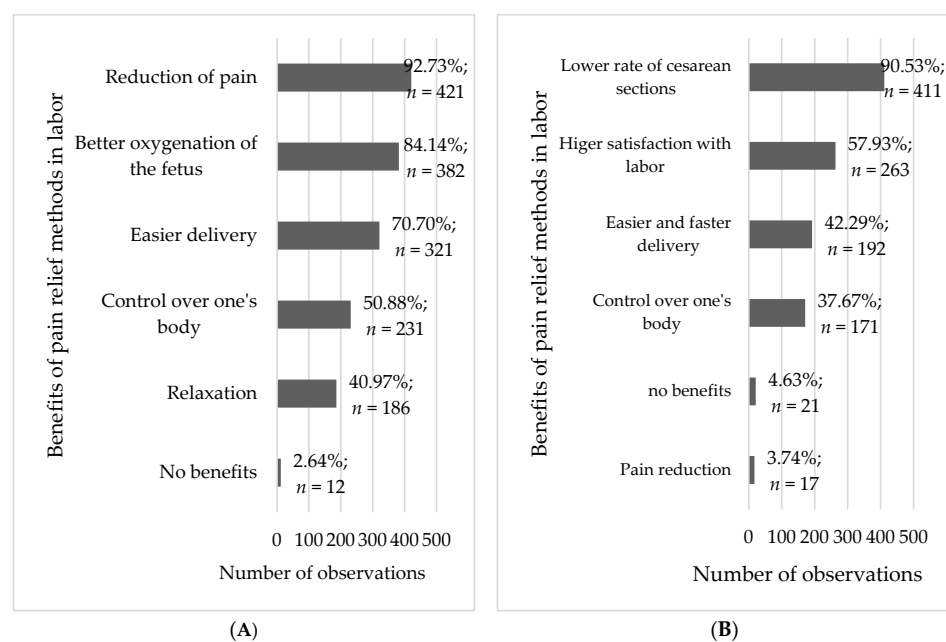 Benefits of pain relief methods in labor
Reduction of pain
92.73%;
n = 421
Better oxygenation of
the fetus
84.14%;
n = 382
Easier delivery
70.70%;
n = 321
Control over one's
body
50.88%;
n = 231
Relaxation
40.97%;
n = 186
No benefits
2.64%;
n = 12
0 100 200 300 400 500
Number of observations
(A)
Benefits of pain relief methods in labor
Lower rate of cesarean
sections
90.53%;
n = 411
Higer satisfaction with
labor
57.93%;
n = 263
Easier and faster
delivery
42.29%;
n = 192
Control over one's
body
37.67%;
n = 171
no benefits
4.63%;
n = 21
Pain reduction
3.74%;
n = 17
0 100 200 300 400 500
Number of observations
(B)